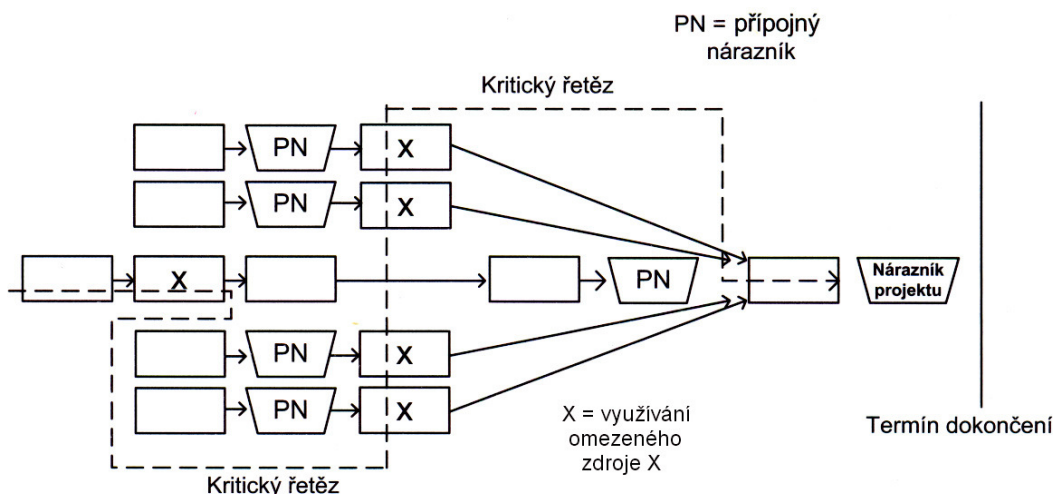 PN = přípojný
nárazník
Kritický řetěz
PN
X
PN
X
X
PN
Nárazník
projektu
PN
X
PN
X
X = využívání
omezeného
zdroje X
Termín dokončení
Kritický řetěz